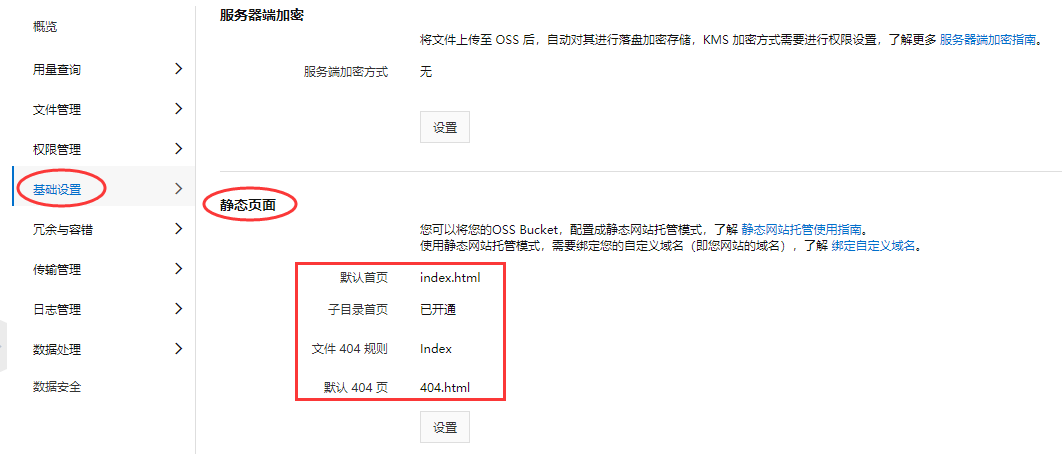 概览
用量查询
文件管理
权限管理
基础设置
冗余与容错
传输管理
日志管理
数据处理
数据安全
服务器端加密
将文件上传至 OSS 后，自动对其进行落盘加密存储，KMS 加密方式需要进行权限设置，了解更多 服务器端加密指南。
服务端加密方式 无
设置
静态页面
您可以将您的OSS Bucket，配置成静态网站托管模式，了解 静态网站托管使用指南。
使用静态网站托管模式，需要绑定您的自定义域名（即您网站的域名），了解 绑定自定义域名。
默认首页 index.html
子目录首页 已开通
文件 404 规则 Index
默认 404 页 404.html
设置